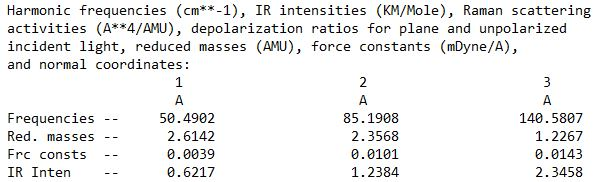 Harmonic frequencies (cm**-1), IR intensities (KM/Mole), Raman scattering
activities (A**4/AMU), depolarization ratios for plane and unpolarized
incident light, reduced masses (AMU), force constants (mDyne/A),
and normal coordinates:
1 2 3
A A A
Frequencies -- 50.4902 85.1908 140.5807
Red. masses -- 2.6142 2.3568 1.2267
Frc consts -- 0.0039 0.0101 0.0143
IR Inten -- 0.6217 1.2384 2.3458